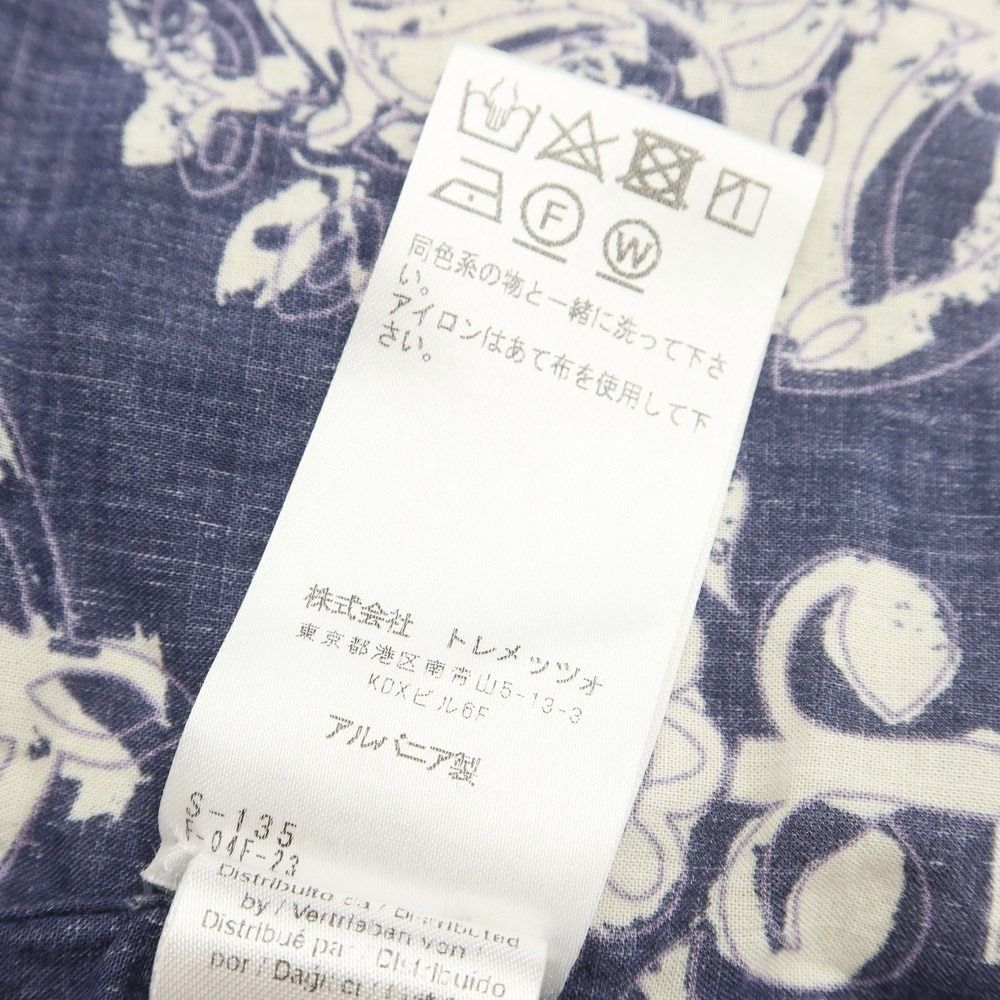 F W
同色系の物と一緒に洗って下さ
い。
アイロンはあて布を使用して下
さい。
株式会社 トレメッツォ
東京都港区南青山5-13-3
KDXビル6F
アルバニア製
S-135
F-04F-23
Distribuito da / Distributed
by / Vertrieben von /
Distribué par Distribuido
por /